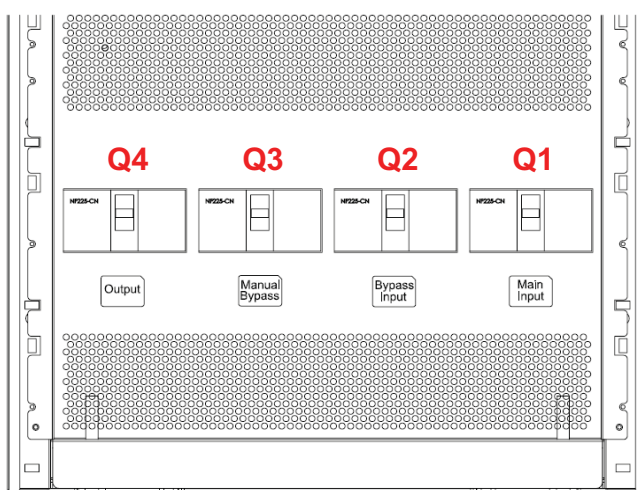 Q4 Q3 Q2 Q1
NF225-CN NF225-CN NF225-CN NF225-CN
Output
Manual
Bypass
Bypass
Input
Main
Input